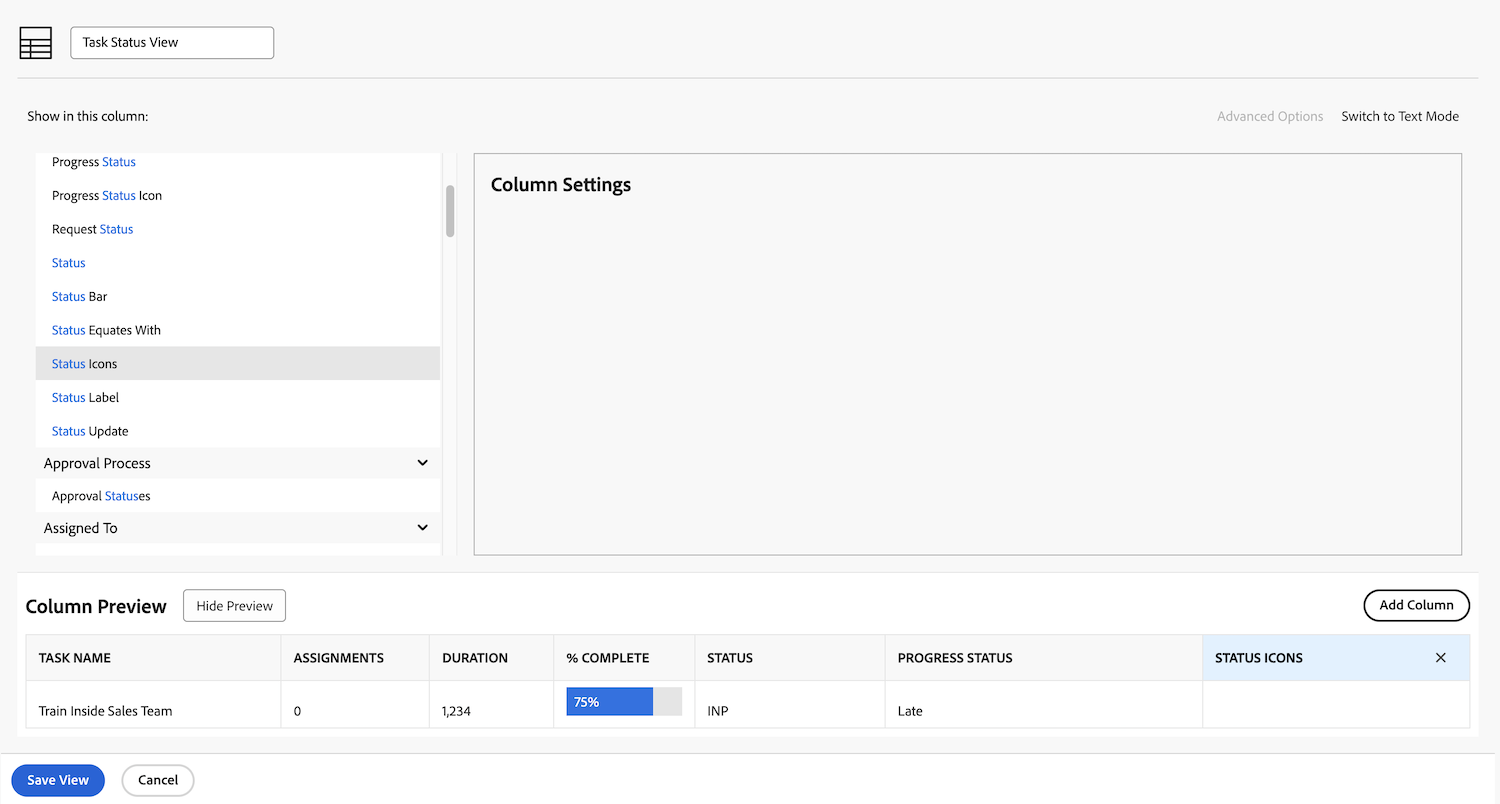 Task Status View
Show in this column:
Advanced Options
Switch to Text Mode
Progress Status
Progress Status Icon
Request Status
Status
Status Bar
Status Equates With
Status Icons
Status Label
Status Update
Approval Process
Approval Statuses
Assigned To
Column Settings
Column Preview
Hide Preview
Add Column
TASK NAME ASSIGNMENTS DURATION % COMPLETE STATUS PROGRESS STATUS STATUS ICONS
Train Inside Sales Team 0 1,234 75% INP Late
Save View
Cancel